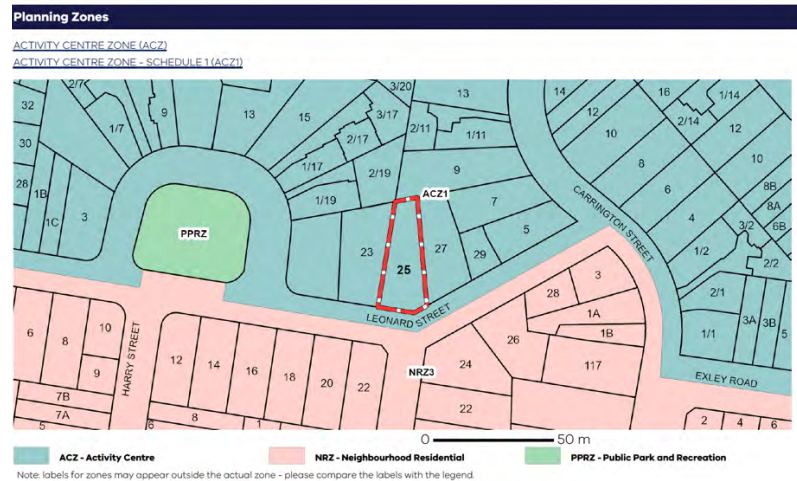 Planning Zones
ACTIVITY CENTRE ZONE (ACZ)
ACTIVITY CENTRE ZONE - SCHEDULE 1 (ACZ1)
2/7
3/20
13
14
16
1/14
32
9
13
15
3/17
12
2/14
1/7
2/17
2/11
1/11
10
12
30
1/17
2/19
9
8
10
28
1B
3
ACZ1
CARRINGTON STREET
6
8B
1C
1/19
7
8A
PPRZ
4
3/2
6B
23
25
27
5
1/2
2/2
29
3
2/1
LEONARD STREET
28
1A
3A
3B
5
6
8
10
HARRY STREET
12
14
16
18
20
22
26
1B
1/1
9
NRZ3
24
117
EXLEY ROAD
7B
7A
8
22
2
4
6
5
6
1
0
50 m
ACZ - Activity Centre
NRZ - Neighbourhood Residential
PPRZ - Public Park and Recreation
Note: labels for zones may appear outside the actual zone - please compare the labels with the legend.